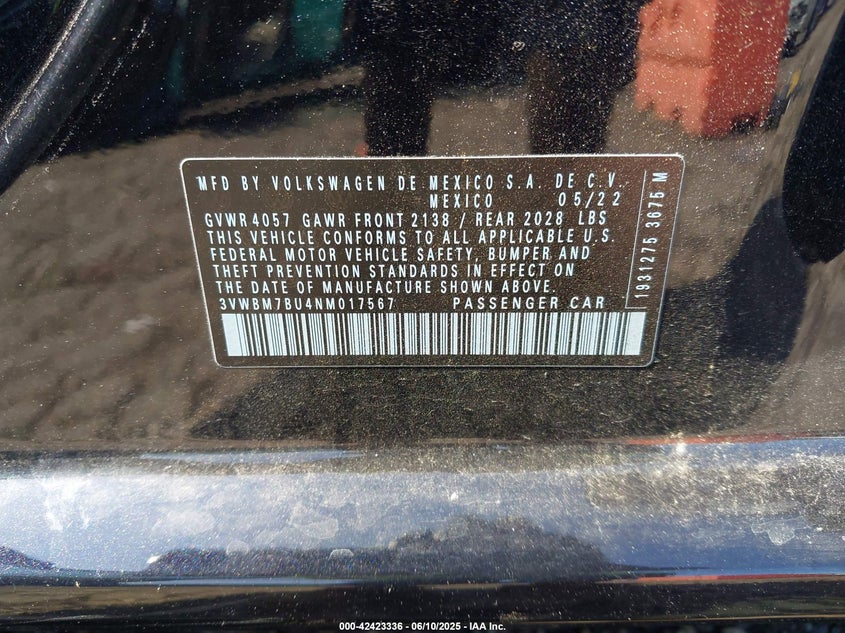 MFD BY VOLKSWAGEN DE MEXICO S.A. DE C.V.
MEXICO 05/22
GVWR 4057 GAWR FRONT 2138 / REAR 2028 LBS
THIS VEHICLE CONFORMS TO ALL APPLICABLE U.S.
FEDERAL MOTOR VEHICLE SAFETY, BUMPER AND
THEFT PREVENTION STANDARDS IN EFFECT ON
THE DATE OF MANUFACTURE SHOWN ABOVE.
3VWBM7BU4NM017567 PASSENGER CAR
1931275 3675 M
000-42423336 - 06/10/2025 - IAA Inc.